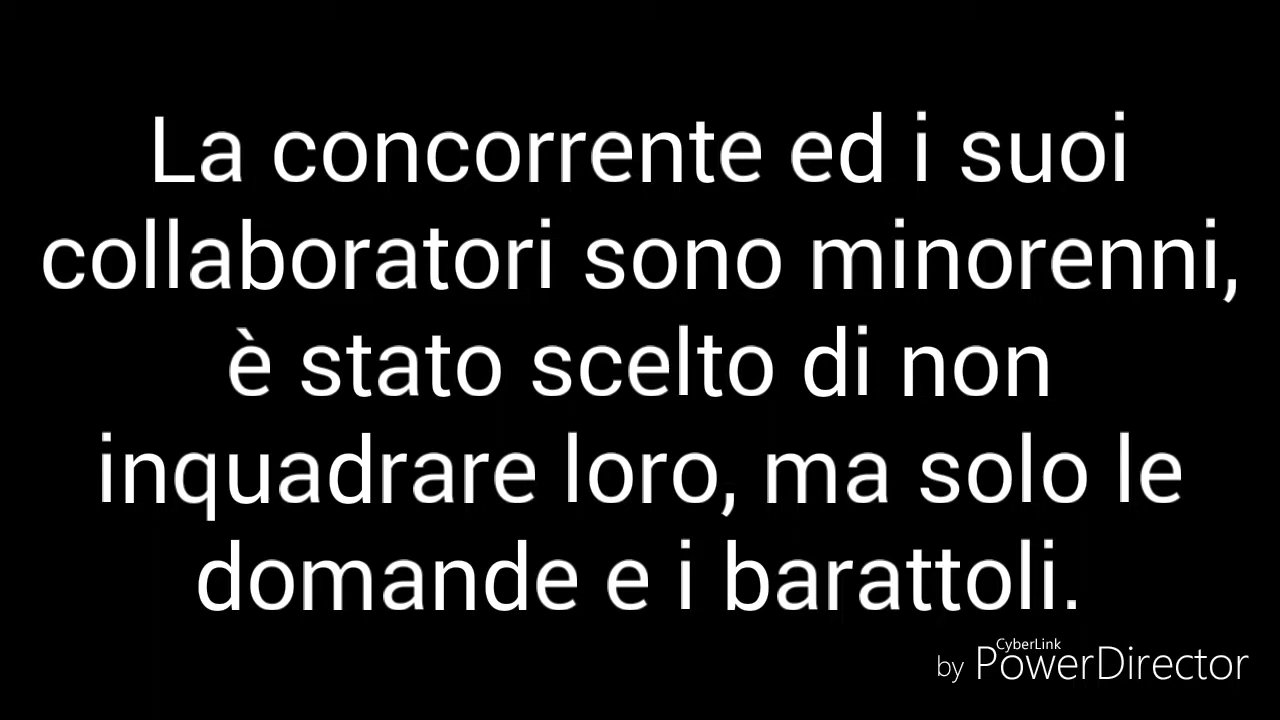 La concorrente ed i suoi
collaboratori sono minorenni,
è stato scelto di non
inquadrare loro, ma solo le
domande e i barattoli.
CyberLink
by PowerDirector